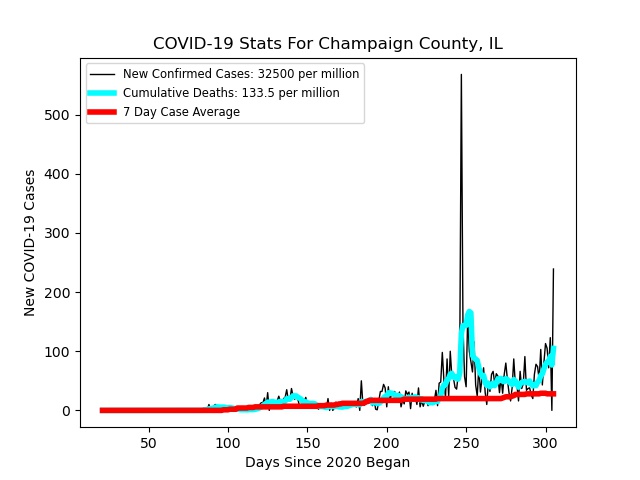 COVID-19 Stats For Champaign County, IL
New Confirmed Cases: 32500 per million
Cumulative Deaths: 133.5 per million
7 Day Case Average
New COVID-19 Cases
500
400
300
200
100
0
50 100 150 200 250 300
Days Since 2020 Began